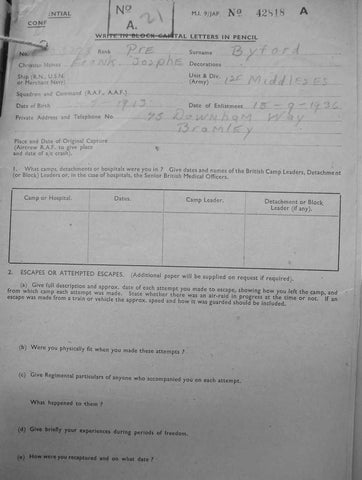 CONFIDENTIAL
No A. 21
M.I. 9/JAP. No 42818 A
WRITE IN BLOCK CAPITAL LETTERS IN PENCIL
No. Rank Pte Surname Byford
Christian Names Frank Josphe Decorations
Ship (R.N., U.S.N. or Merchant Navy) Unit & Div. (Army) Middlesex
Squadron and Command (R.A.F., A.A.F.)
Date of Birth 1913 Date of Enlistment 15-9-1936
Private Address and Telephone No. 45 Downham Way
Bromley
Place and Date of Original Capture
(Aircrew R.A.F. to give place
and date of a/c crash).
1. What camps, detachments or hospitals were you in ? Give dates and names of the British Camp Leaders, Detachment
(or Block) Leaders or, in the case of hospitals, the Senior British Medical Officers.
Camp or Hospital. Dates. Camp Leader. Detachment or Block Leader (if any).
2. ESCAPES OR ATTEMPTED ESCAPES. (Additional paper will be supplied on request if required).
(a) Give full description and approx. date of each attempt you made to escape, showing how you left the camp, and
from which camp each attempt was made. State whether there was an air-raid in progress at the time or not. If an
escape was made from a train or vehicle the approx. speed and how it was guarded should be included.
(b) Were you physically fit when you made these attempts ?
(c) Give Regimental particulars of anyone who accompanied you on each attempt.
What happened to them ?
(d) Give briefly your experiences during periods of freedom.
(e) How were you recaptured and on what date ?